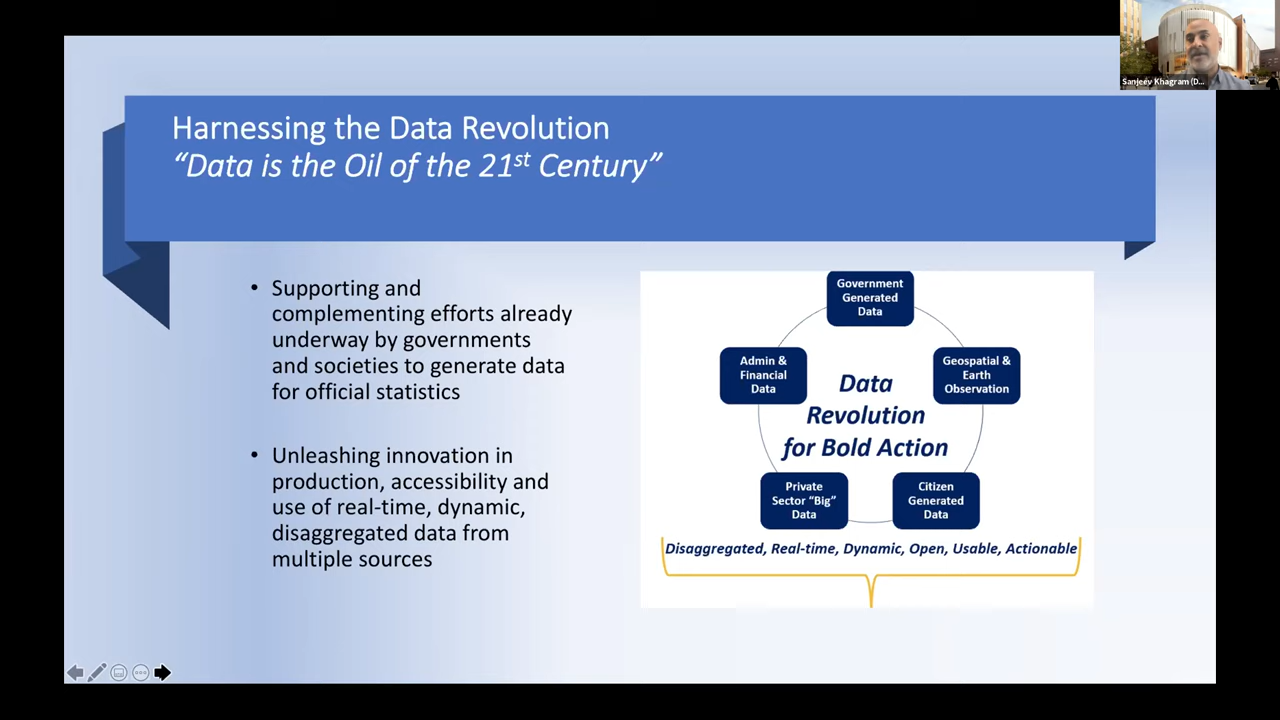 Sanjeev Khagram (D...
Harnessing the Data Revolution
“Data is the Oil of the 21st Century”
• Supporting and
complementing efforts already
underway by governments
and societies to generate data
for official statistics
• Unleashing innovation in
production, accessibility and
use of real-time, dynamic,
disaggregated data from
multiple sources
Government
Generated
Data
Admin &
Financial
Data
Geospatial &
Earth
Observation
Data
Revolution
for Bold Action
Private
Sector “Big”
Data
Citizen
Generated
Data
Disaggregated, Real-time, Dynamic, Open, Usable, Actionable